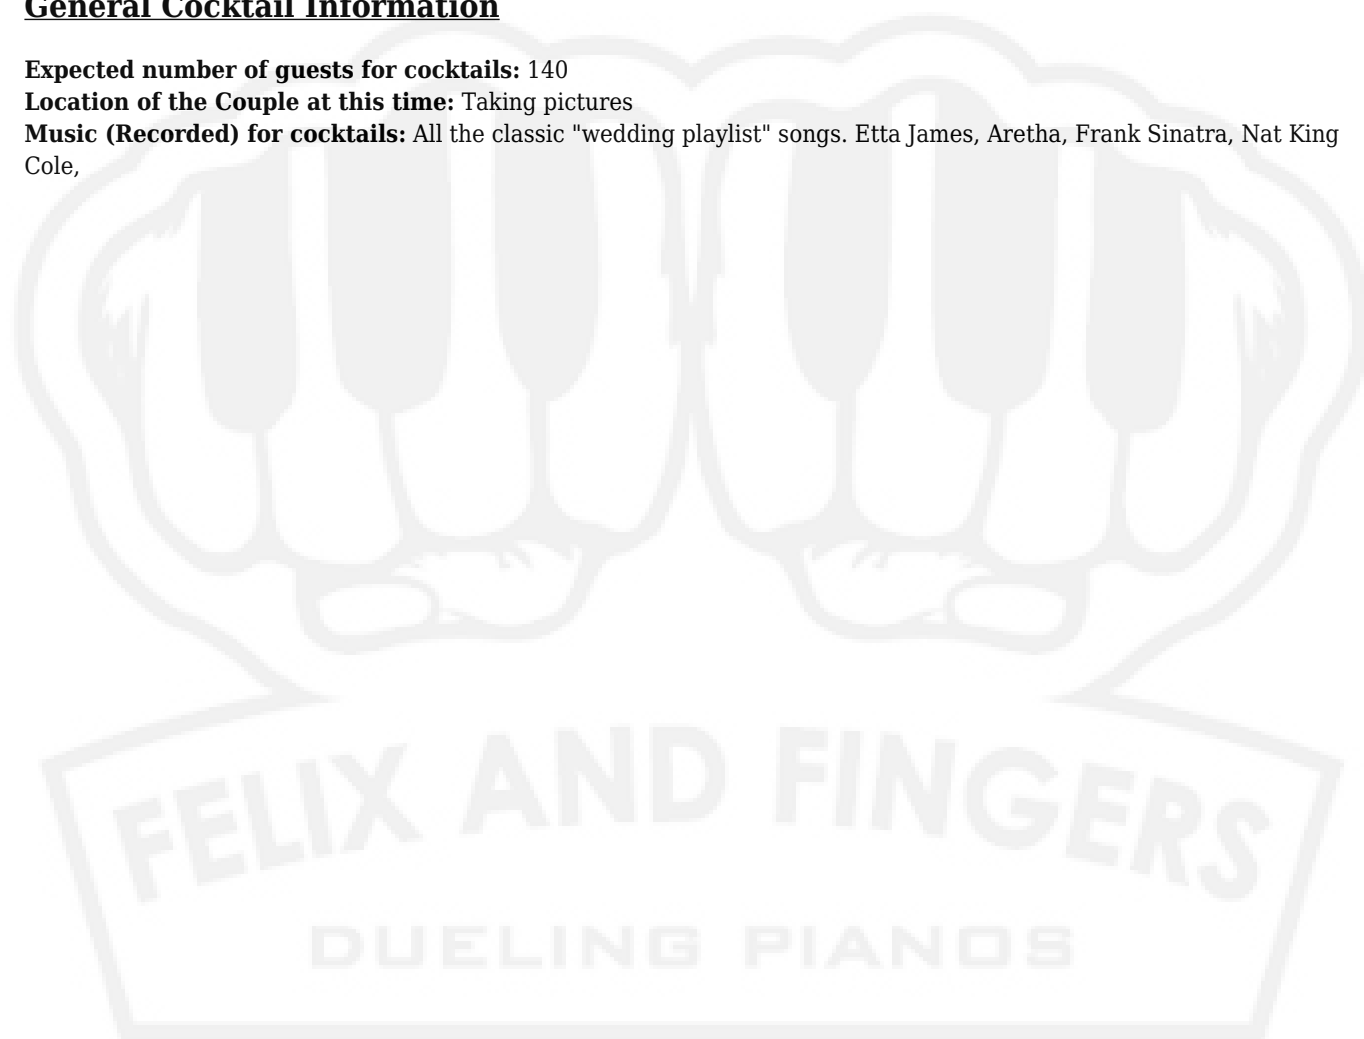 General Cocktail Information
Expected number of guests for cocktails: 140
Location of the Couple at this time: Taking pictures
Music (Recorded) for cocktails: All the classic "wedding playlist" songs. Etta James, Aretha, Frank Sinatra, Nat King
Cole,
FELIX AND FINGERS
DUELING PIANOS